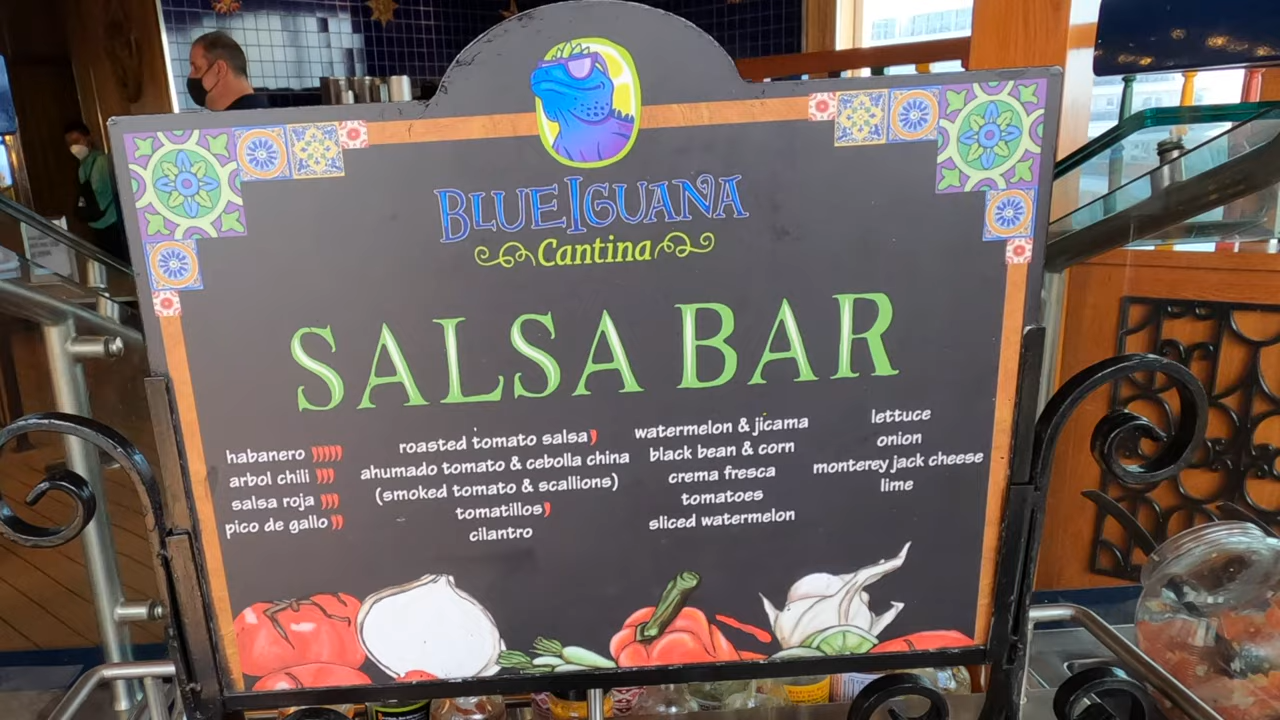 BLUE IGUANA
Cantina
SALSA BAR
habanero
arbol chili
salsa roja
pico de gallo
roasted tomato salsa
ahumado tomato & cebolla china
(smoked tomato & scallions)
tomatillos
cilantro
watermelon & jicama
black bean & corn
crema fresca
tomatoes
sliced watermelon
lettuce
onion
monterey jack cheese
lime